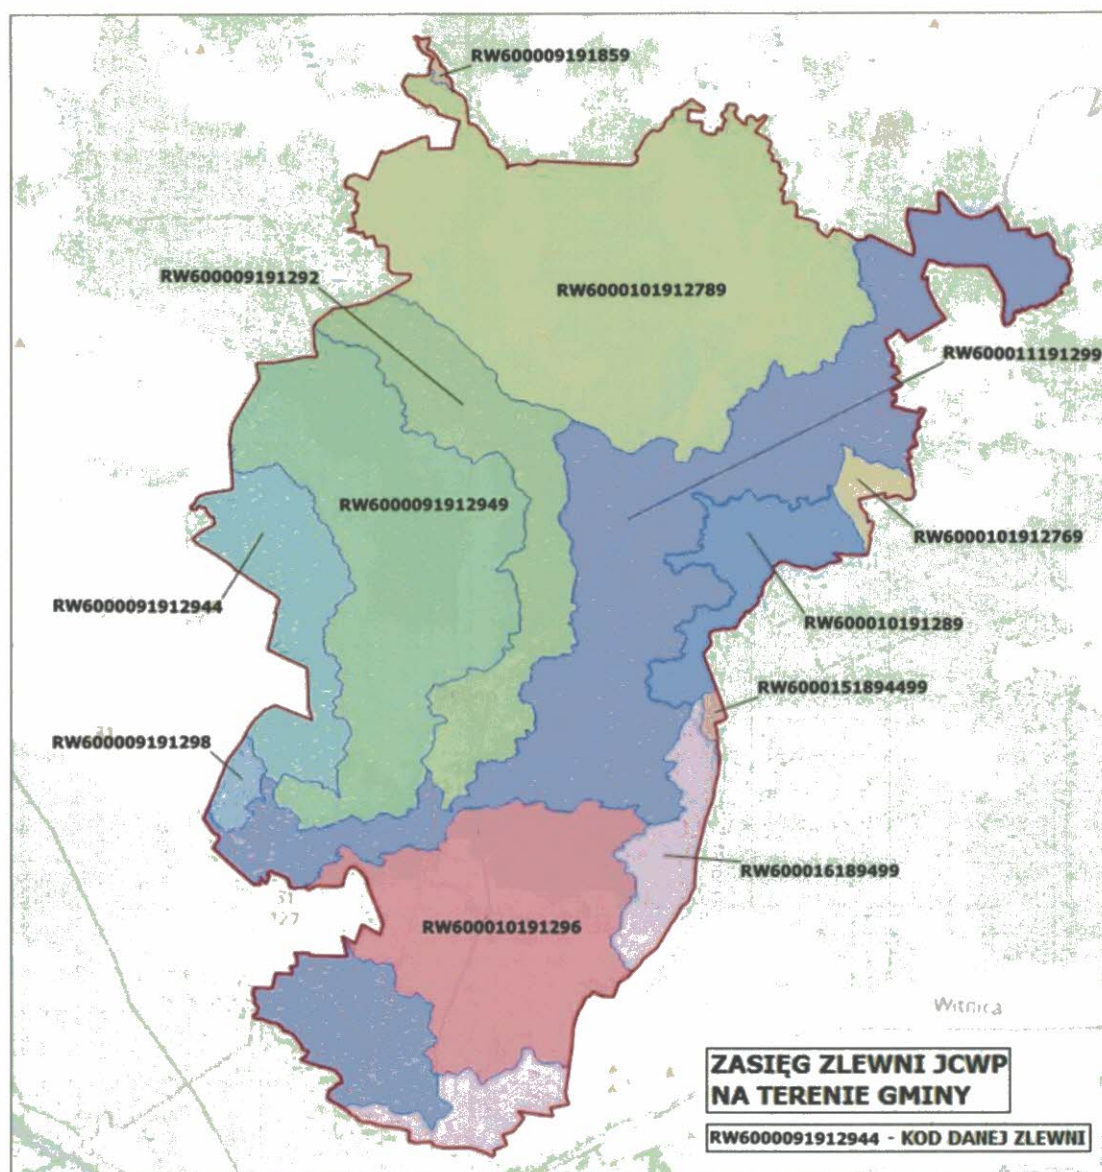 RW600009191859
RW600009191292
RW6000101912789
RW600011191299
RW6000091912949
RW6000101912769
RW6000091912944
RW600010191289
RW6000151894499
RW600009191298
RW600016189499
RW600010191296
127
Witnica
ZASIĘG ZLEWNI JCWP
NA TERENIE GMINY
RW6000091912944 - KOD DANEJ ZLEWNI